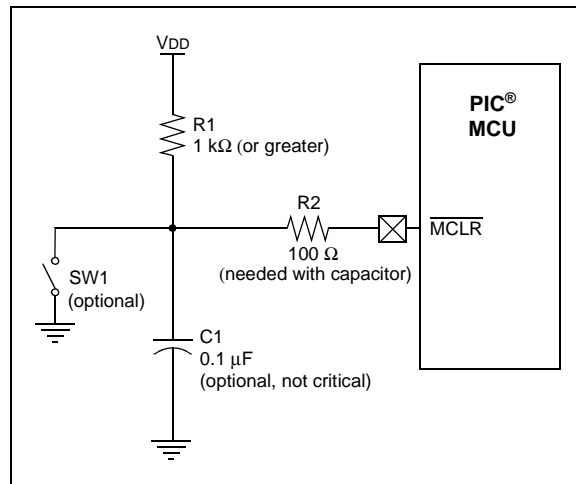 VDD
PIC®
MCU
R1
1 kΩ (or greater)
R2
MCLR
100 Ω
(needed with capacitor)
SW1
(optional)
C1
0.1 μF
(optional, not critical)